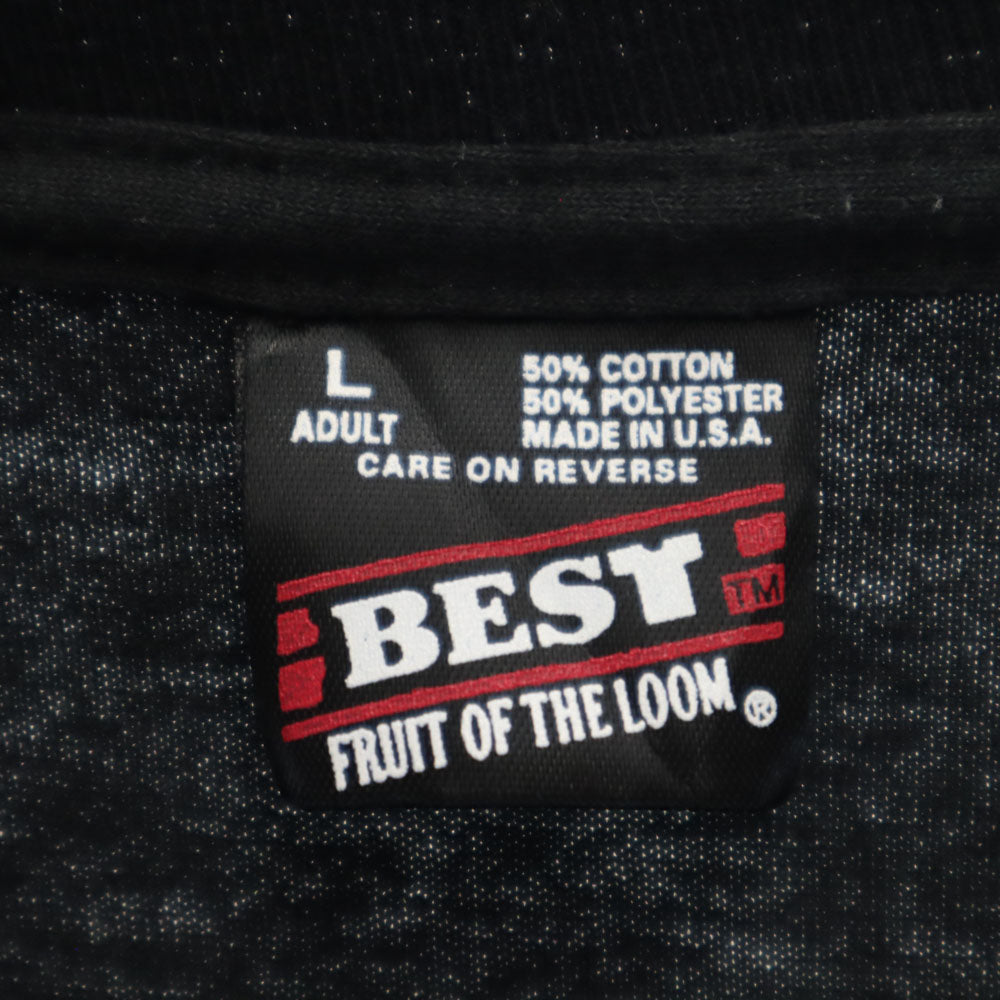 L
ADULT
50% COTTON
50% POLYESTER
MADE IN U.S.A.
CARE ON REVERSE
BEST
TM
FRUIT OF THE LOOM®